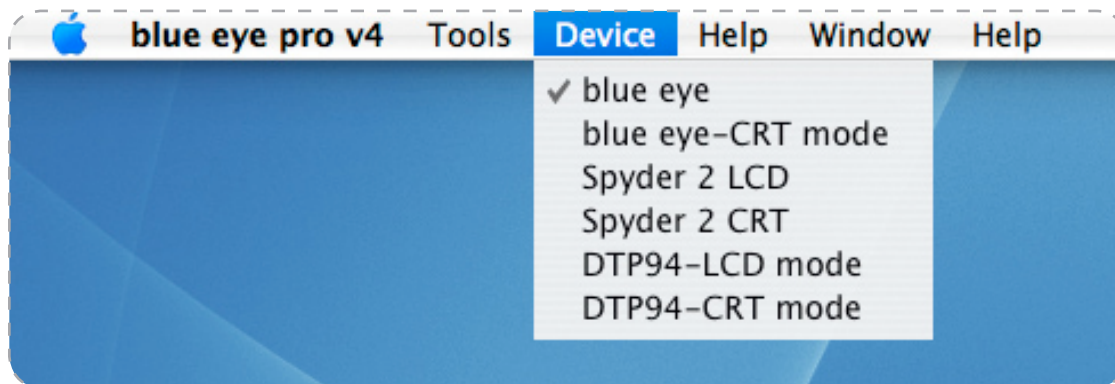 blue eye pro v4 Tools Device Help Window Help
blue eye
blue eye-CRT mode
Spyder 2 LCD
Spyder 2 CRT
DTP94-LCD mode
DTP94-CRT mode